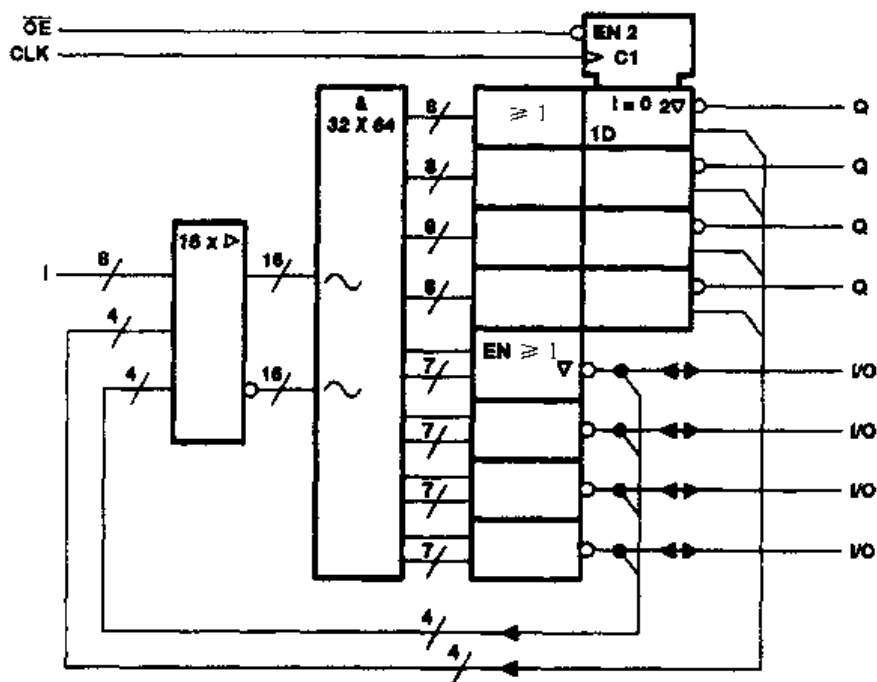 OE
EN 2
CLK
C1
&
32 X 64
8
≥ 1
I = 0 2▽
Q
1D
8
Q
16 x ▷
8
Q
I
8
16
8
Q
4
EN ≥ 1
▽
4
16
7
I/O
7
I/O
7
I/O
7
I/O
4
4